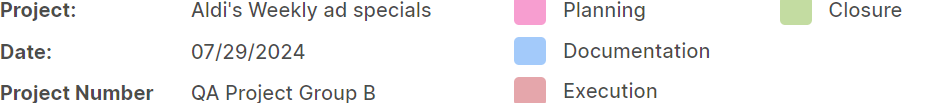 Project: Aldi's Weekly ad specials Planning Closure
Date: 07/29/2024 Documentation
Project Number QA Project Group B Execution